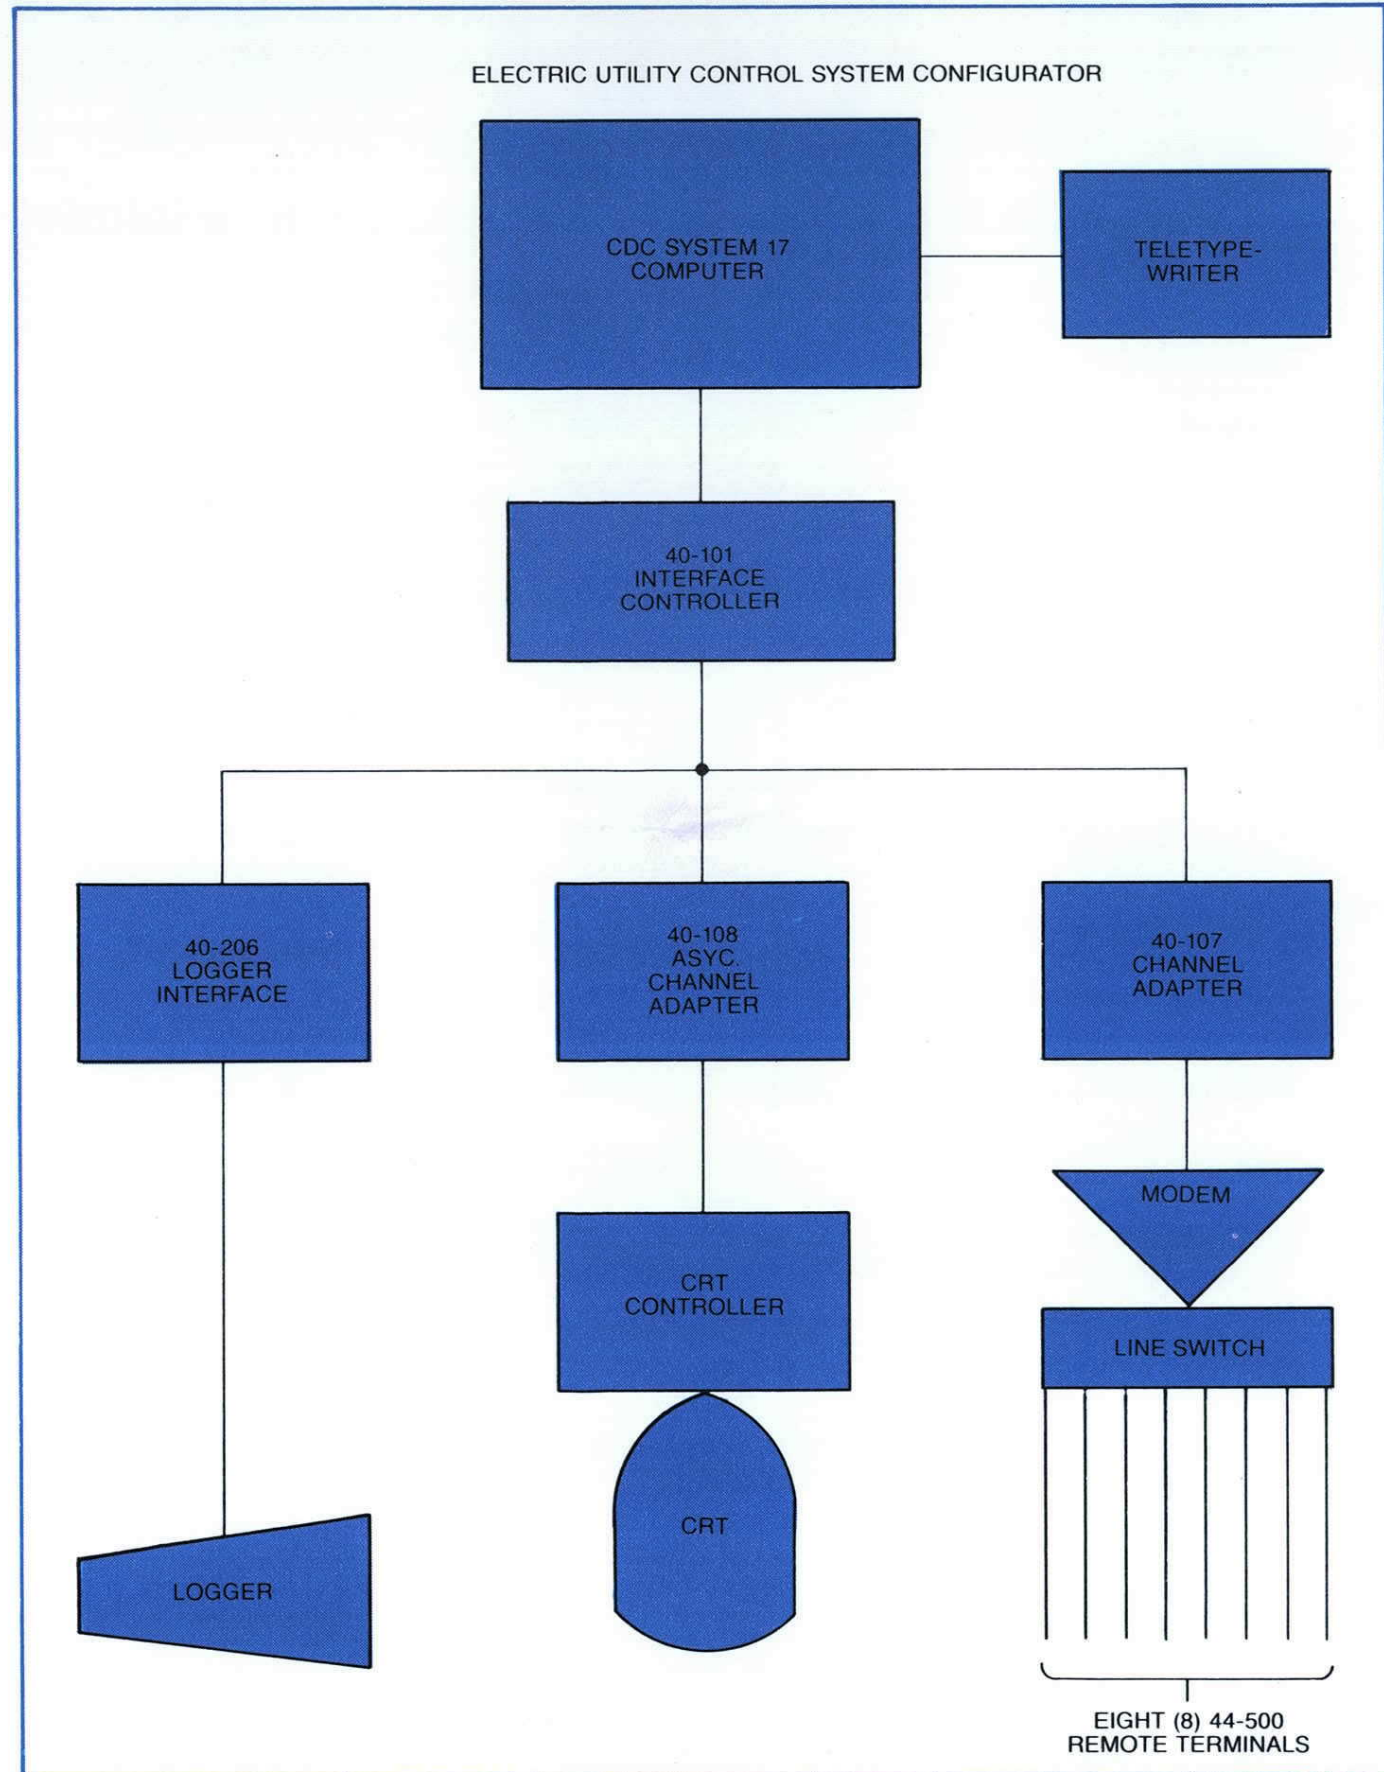 ELECTRIC UTILITY CONTROL SYSTEM CONFIGURATOR
CDC SYSTEM 17
COMPUTER
TELETYPE-
WRITER
40-101
INTERFACE
CONTROLLER
40-206
LOGGER
INTERFACE
40-108
ASYC.
CHANNEL
ADAPTER
40-107
CHANNEL
ADAPTER
MODEM
CRT
CONTROLLER
LINE SWITCH
CRT
LOGGER
EIGHT (8) 44-500
REMOTE TERMINALS